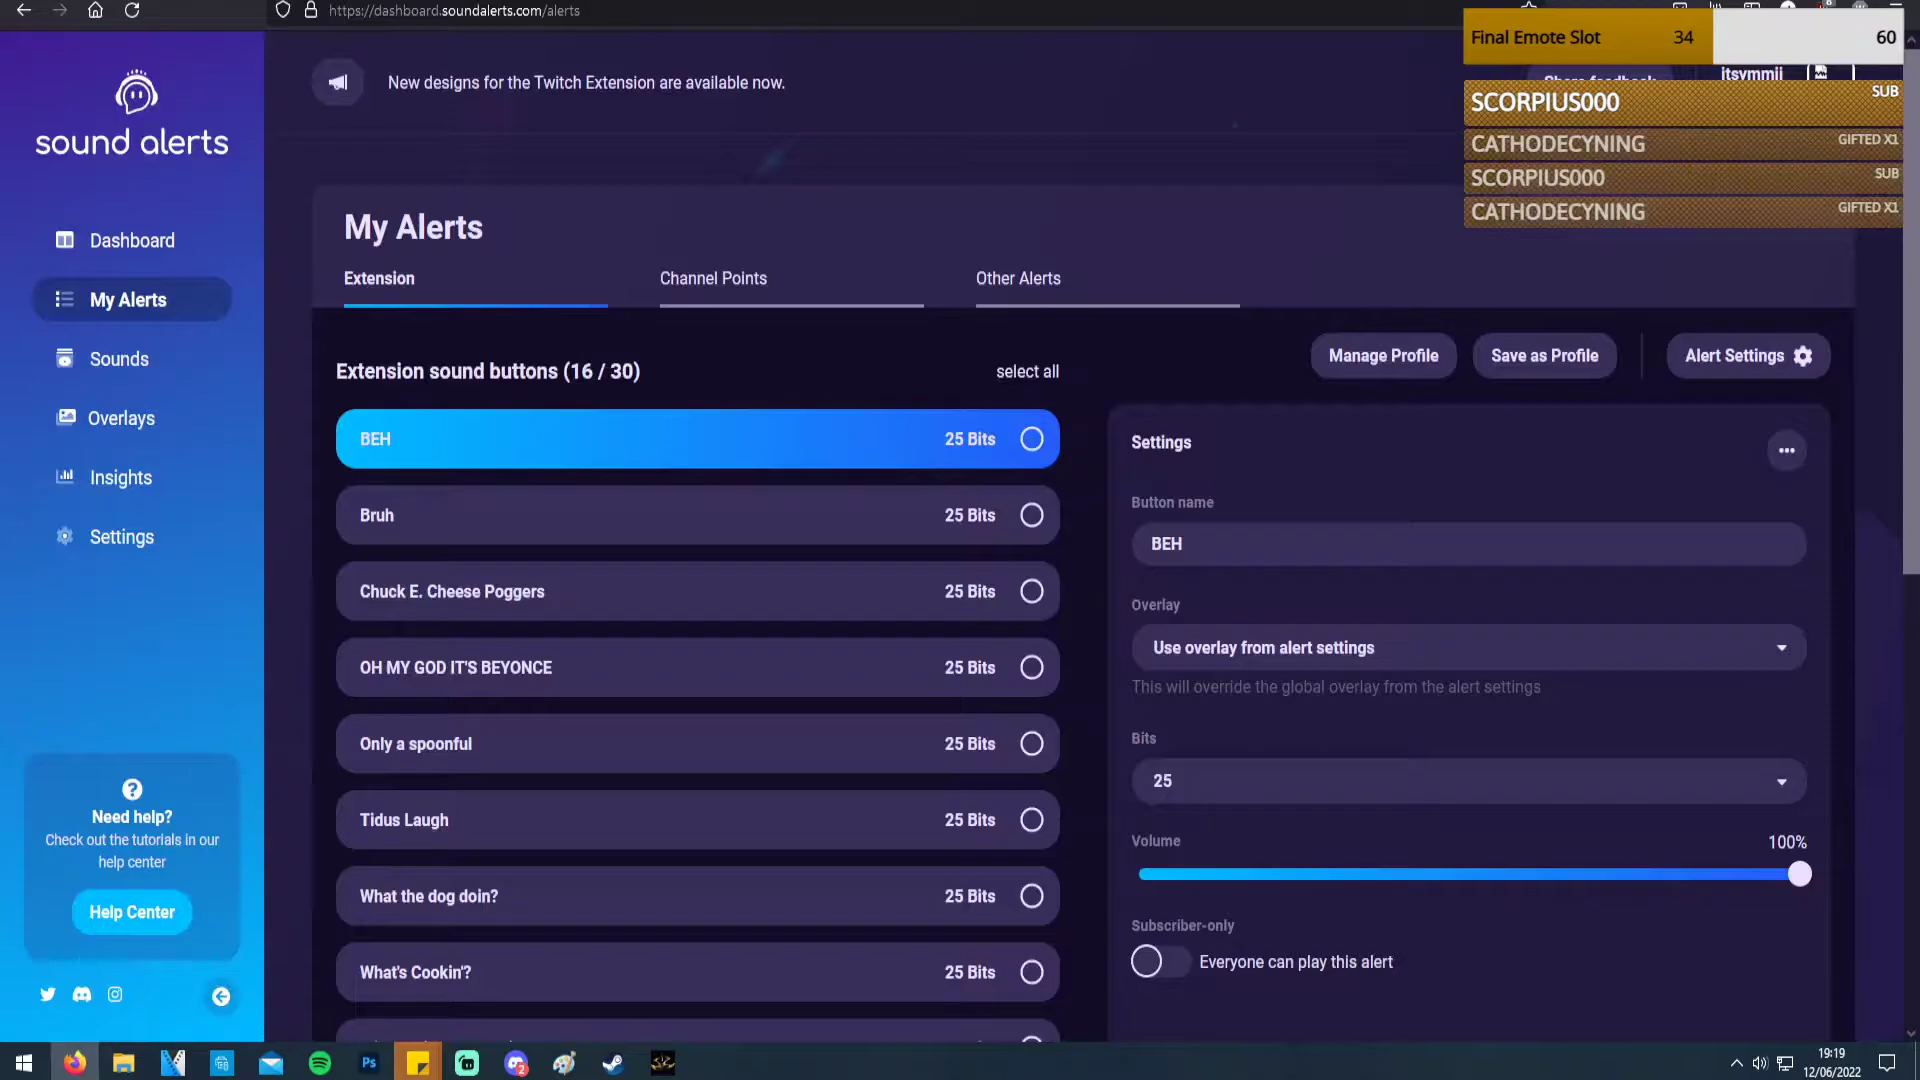 https://dashboard.soundalerts.com/alerts
Final Emote Slot 34 60
New designs for the Twitch Extension are available now.
Share feedback
itsymmii
SCORPIUS000 SUB
CATHODECYNING GIFTED X1
SCORPIUS000 SUB
CATHODECYNING GIFTED X1
sound alerts
Dashboard
My Alerts
Sounds
Overlays
Insights
Settings
Need help?
Check out the tutorials in our
help center
Help Center
My Alerts
Extension Channel Points Other Alerts
Manage Profile Save as Profile Alert Settings
Extension sound buttons (16 / 30) select all
BEH 25 Bits
Bruh 25 Bits
Chuck E. Cheese Poggers 25 Bits
OH MY GOD IT'S BEYONCE 25 Bits
Only a spoonful 25 Bits
Tidus Laugh 25 Bits
What the dog doin? 25 Bits
What's Cookin'? 25 Bits
Settings
Button name
BEH
Overlay
Use overlay from alert settings
This will override the global overlay from the alert settings
Bits
25
Volume 100%
Subscriber-only
Everyone can play this alert
Ps
2
19:19
12/06/2022